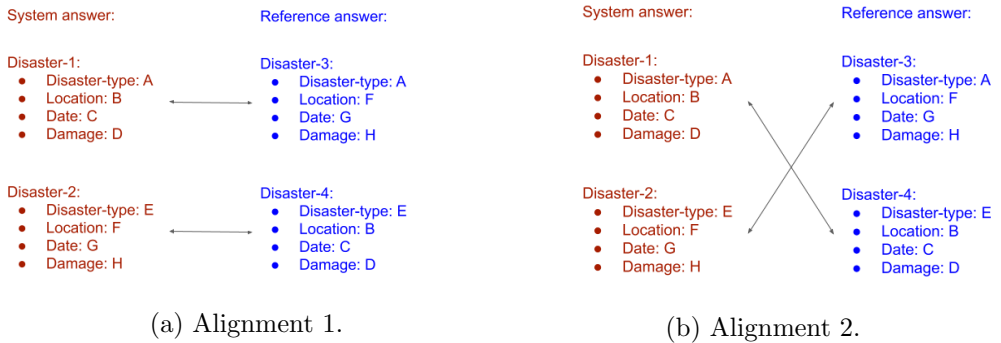 System answer:
Reference answer:
Disaster-1:
● Disaster-type: A
● Location: B
● Date: C
● Damage: D
Disaster-3:
● Disaster-type: A
● Location: F
● Date: G
● Damage: H
Disaster-2:
● Disaster-type: E
● Location: F
● Date: G
● Damage: H
Disaster-4:
● Disaster-type: E
● Location: B
● Date: C
● Damage: D
(a) Alignment 1.
System answer:
Reference answer:
Disaster-1:
● Disaster-type: A
● Location: B
● Date: C
● Damage: D
Disaster-3:
● Disaster-type: A
● Location: F
● Date: G
● Damage: H
Disaster-2:
● Disaster-type: E
● Location: F
● Date: G
● Damage: H
Disaster-4:
● Disaster-type: E
● Location: B
● Date: C
● Damage: D
(b) Alignment 2.